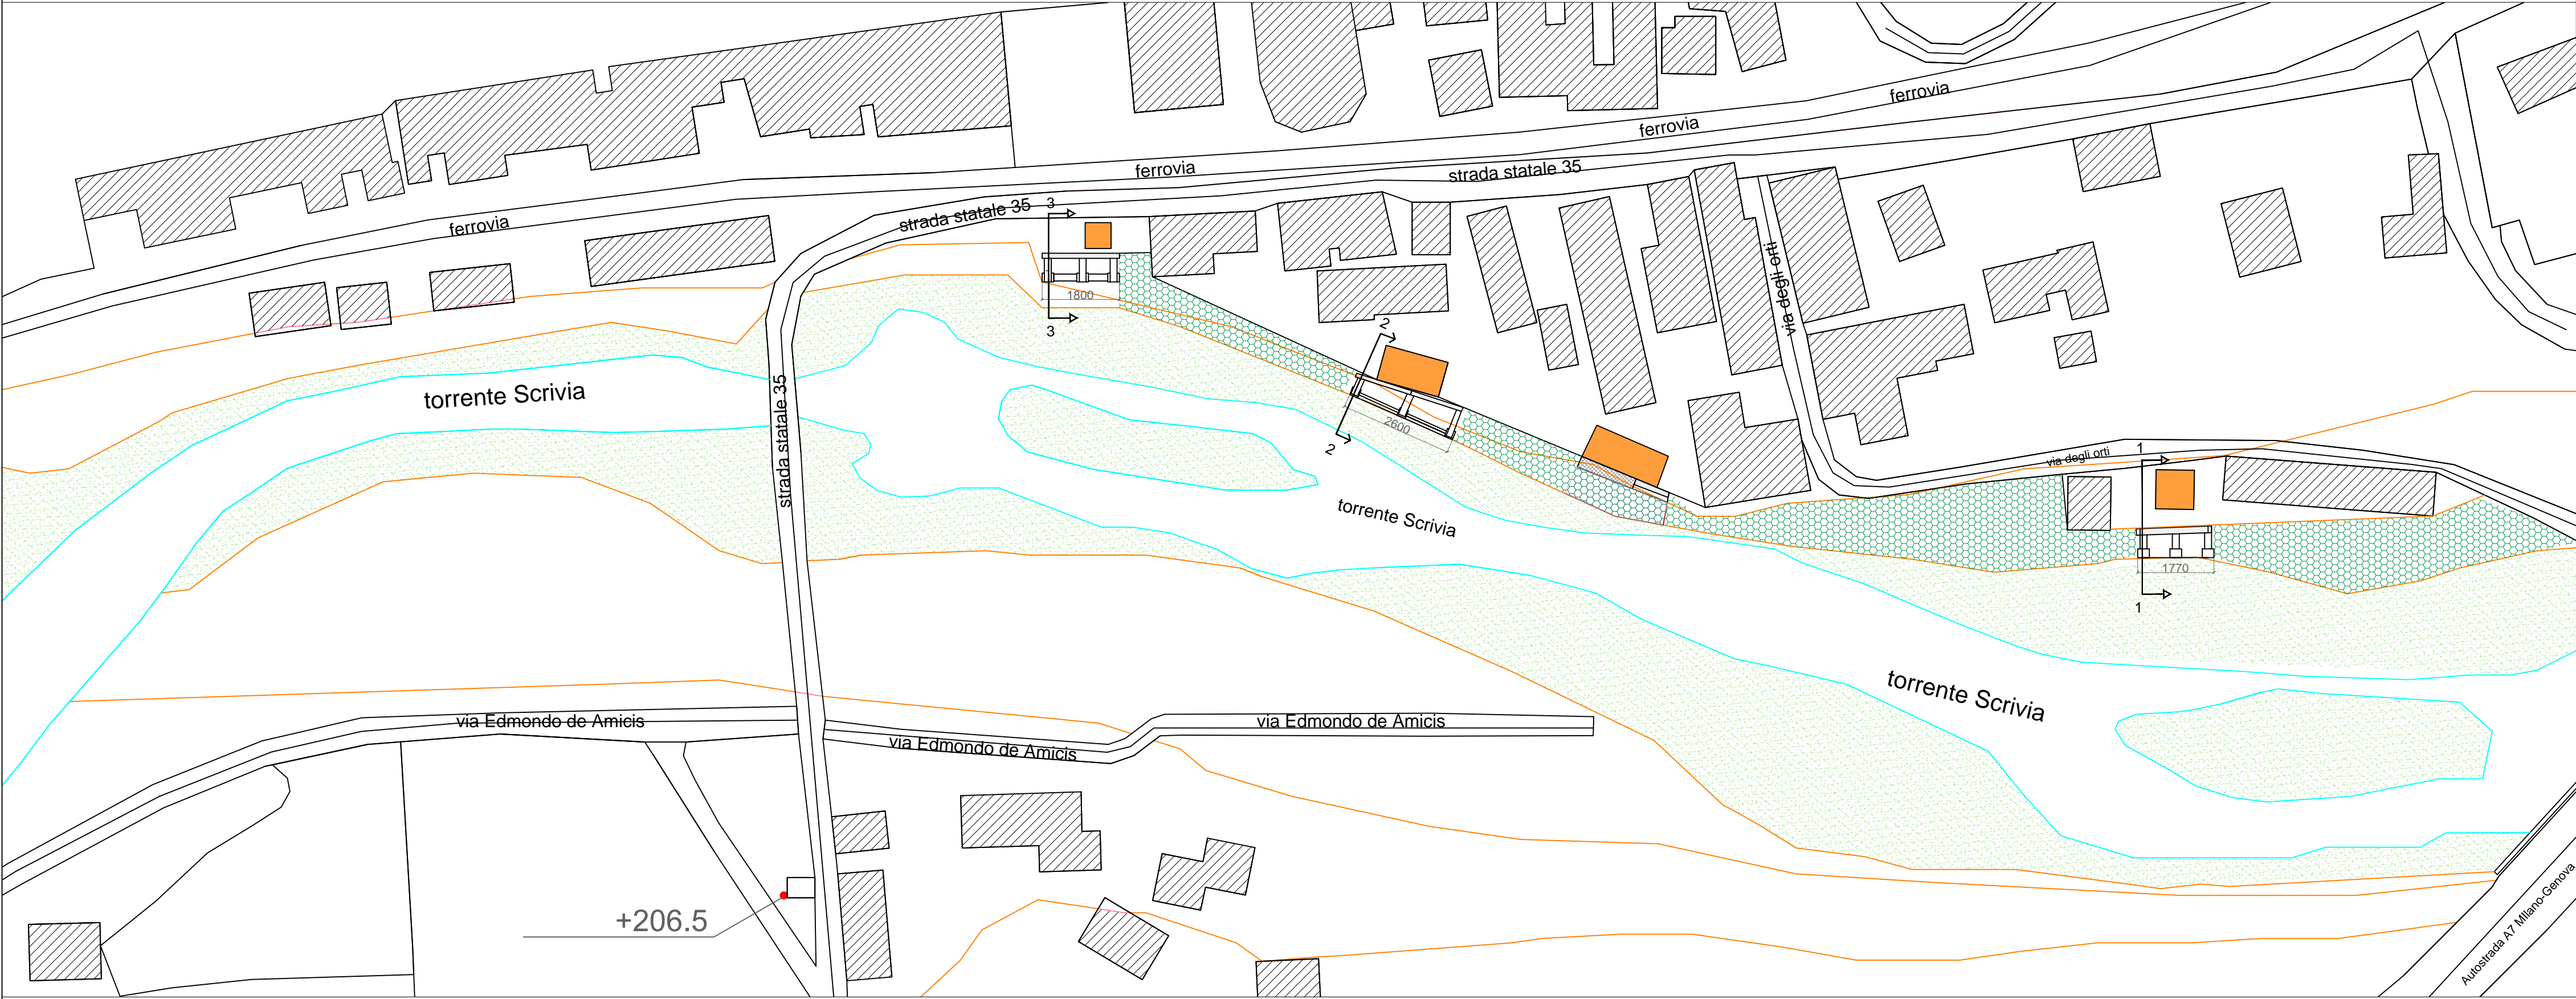 ferrovia
ferrovia
ferrovia
strada statale 35
ferrovia
3
strada statale 35
via degli orti
1800
3
2
torrente Scrivia
strada statale 35
2600
2
1
via degli orti
torrente Scrivia
1770
1
torrente Scrivia
via Edmondo de Amicis
via Edmondo de Amicis
via Edmondo de Amicis
+206.5
Autostrada A7 MIlano-Genova